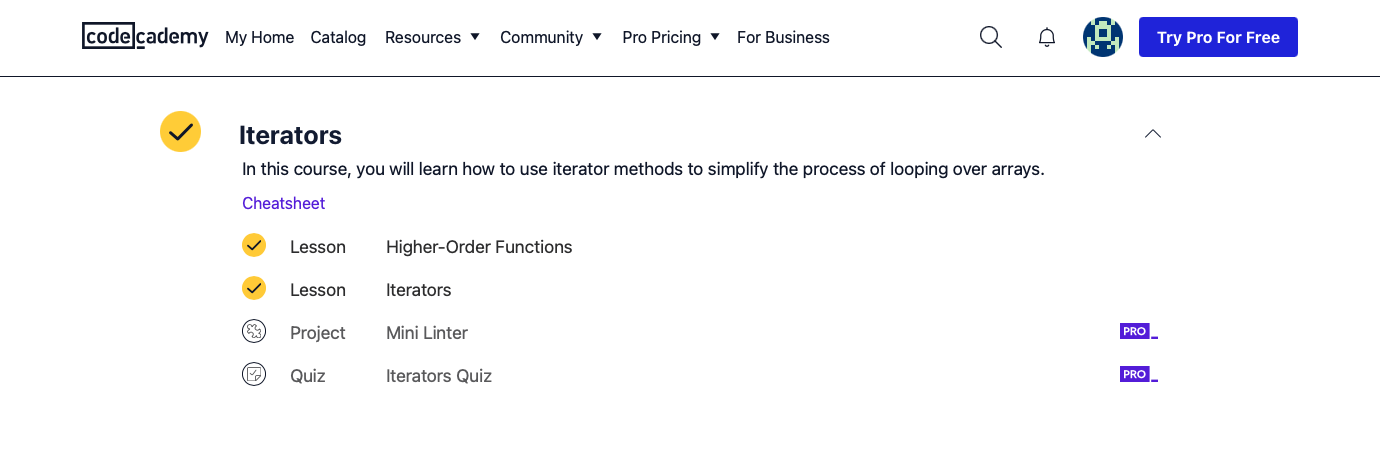 codecademy My Home Catalog Resources Community Pro Pricing For Business Try Pro For Free
Iterators
In this course, you will learn how to use iterator methods to simplify the process of looping over arrays.
Cheatsheet
Lesson Higher-Order Functions
Lesson Iterators
Project Mini Linter PRO_
Quiz Iterators Quiz PRO_